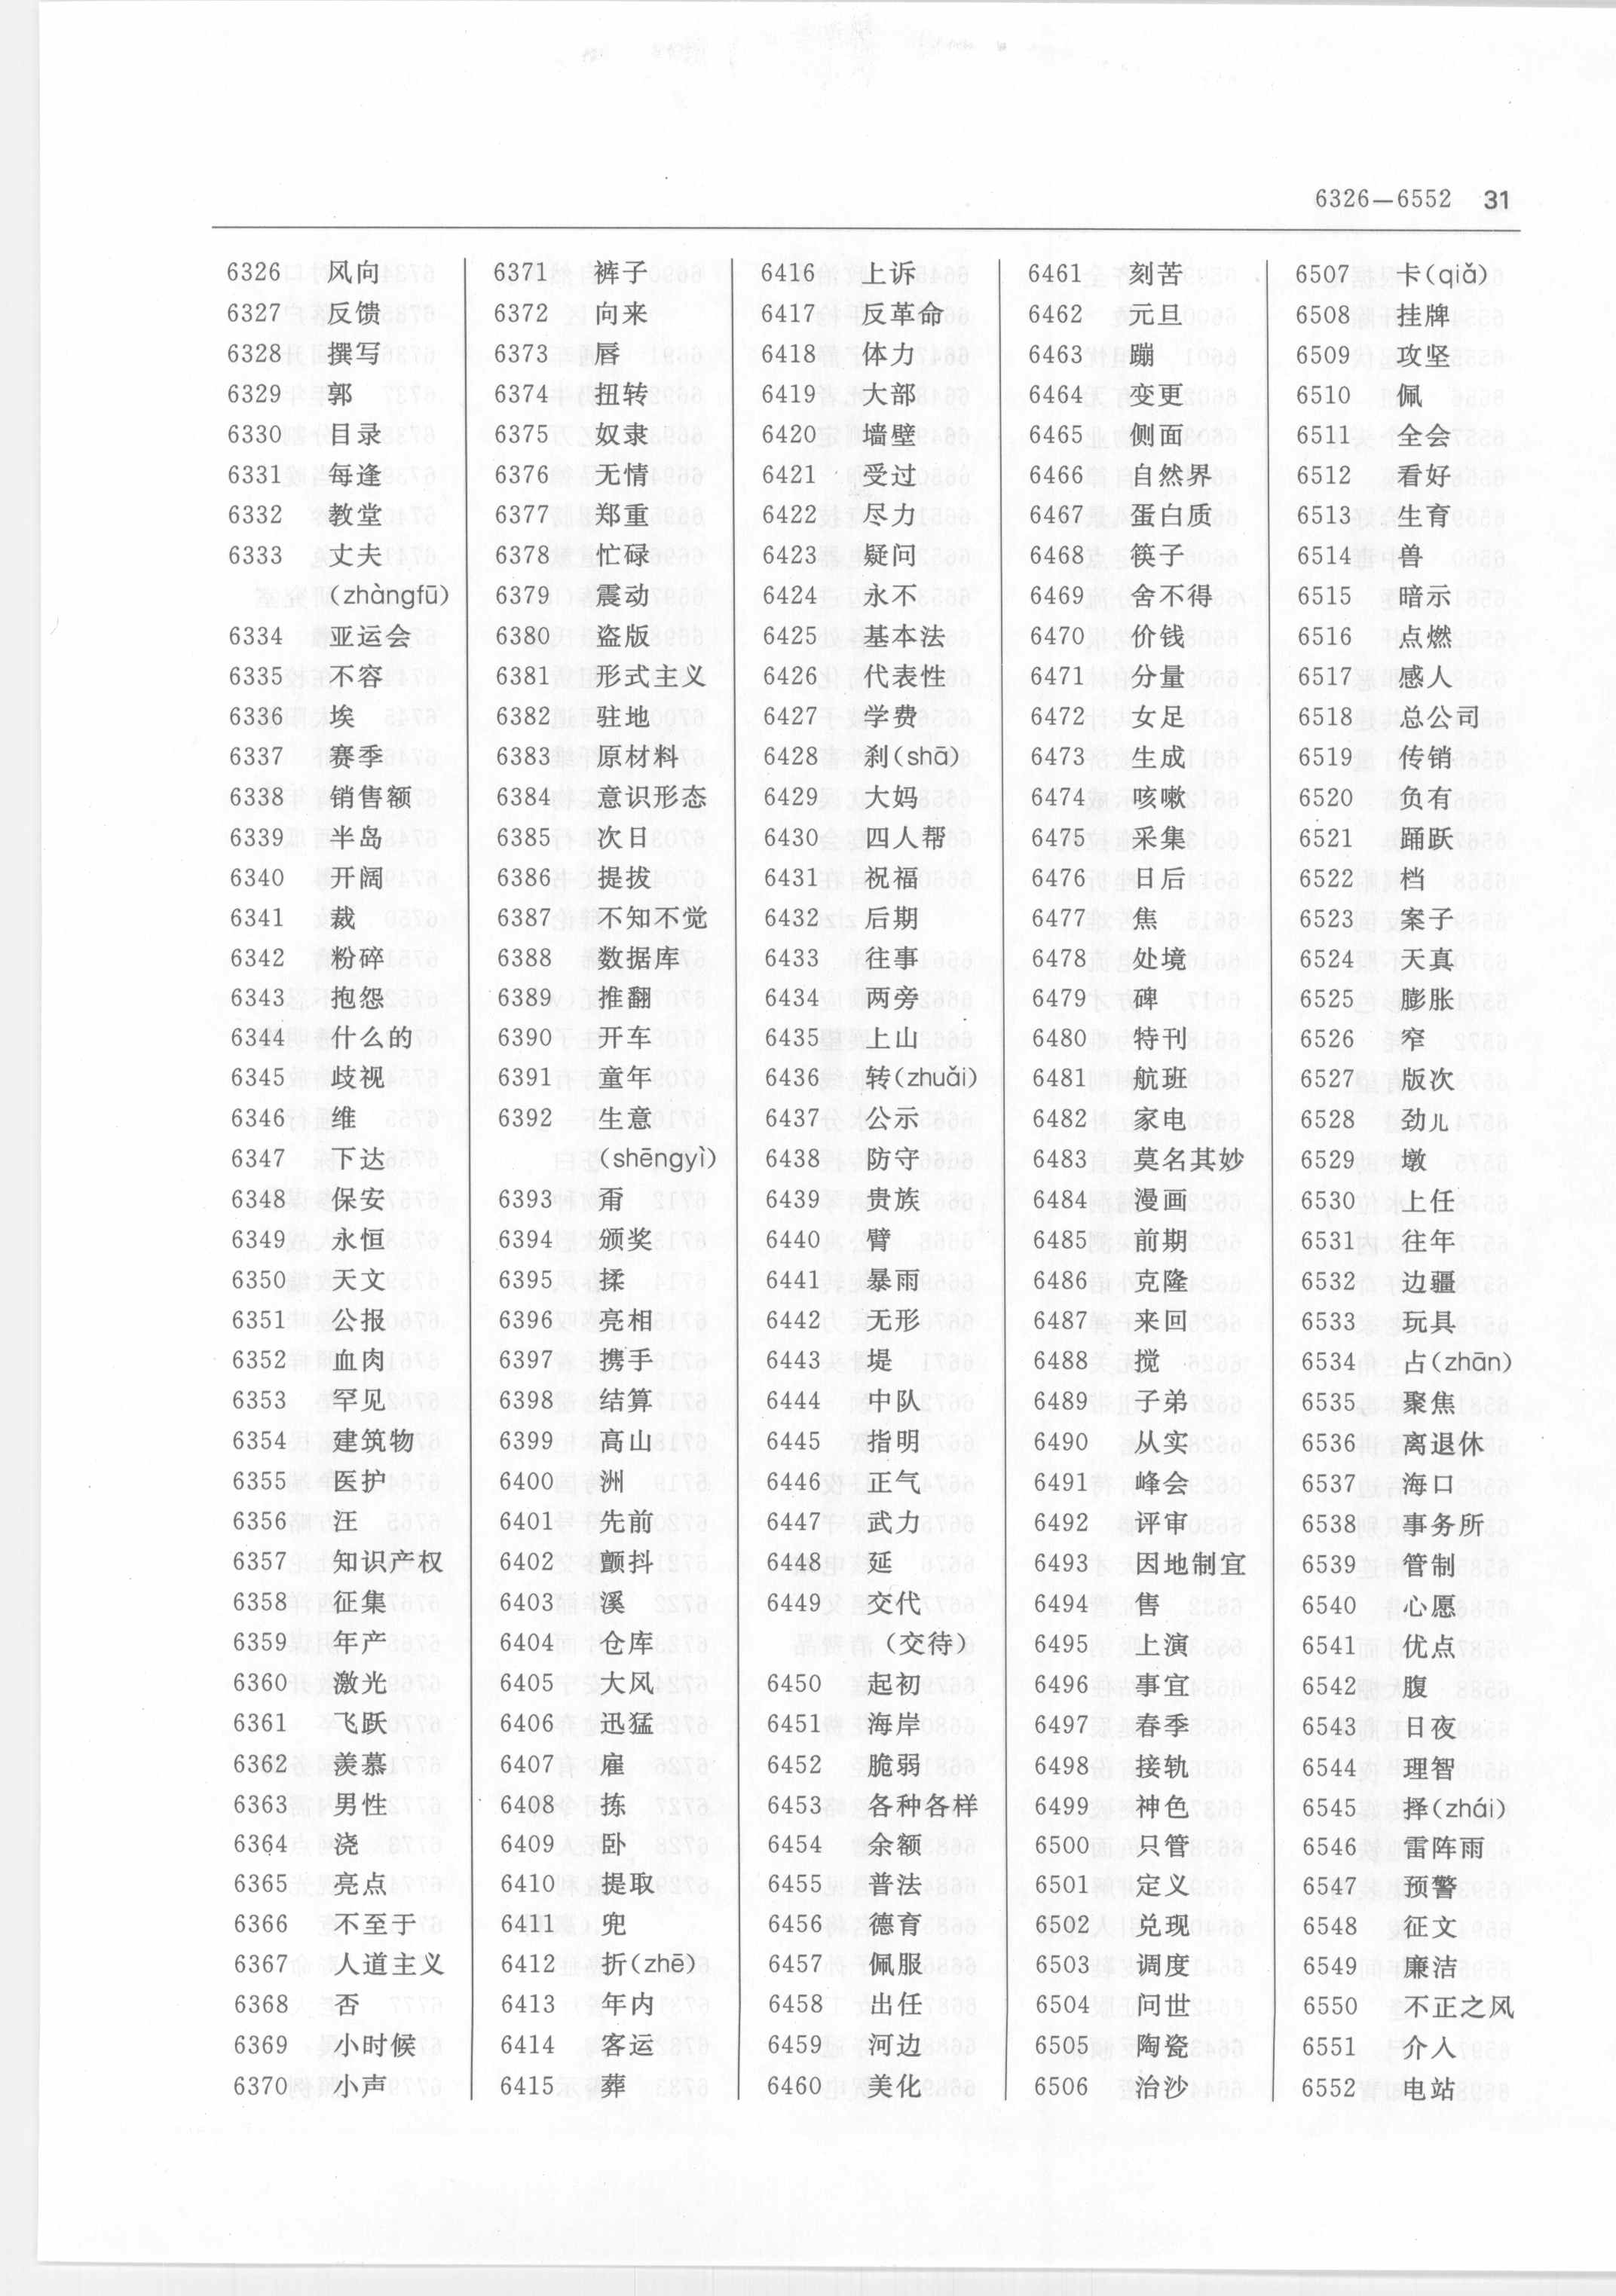 6326—6552 31
6326 风向
6327 反馈
6328 撰写
6329 郭
6330 目录
6331 每逢
6332 教堂
6333 丈夫
(zhàngfū)
6334 亚运会
6335 不容
6336 埃
6337 赛季
6338 销售额
6339 半岛
6340 开阔
6341 裁
6342 粉碎
6343 抱怨
6344 什么的
6345 歧视
6346 维
6347 下达
6348 保安
6349 永恒
6350 天文
6351 公报
6352 血肉
6353 罕见
6354 建筑物
6355 医护
6356 汪
6357 知识产权
6358 征集
6359 年产
6360 激光
6361 飞跃
6362 羡慕
6363 男性
6364 浇
6365 亮点
6366 不至于
6367 人道主义
6368 否
6369 小时候
6370 小声
6371 裤子
6372 向来
6373 唇
6374 扭转
6375 奴隶
6376 无情
6377 郑重
6378 忙碌
6379 震动
6380 盗版
6381 形式主义
6382 驻地
6383 原材料
6384 意识形态
6385 次日
6386 提拔
6387 不知不觉
6388 数据库
6389 推翻
6390 开车
6391 童年
6392 生意
(shēngyì)
6393 甭
6394 颁奖
6395 揉
6396 亮相
6397 携手
6398 结算
6399 高山
6400 洲
6401 先前
6402 颤抖
6403 溪
6404 仓库
6405 大风
6406 迅猛
6407 雇
6408 拣
6409 卧
6410 提取
6411 兜
6412 折(zhē)
6413 年内
6414 客运
6415 葬
6416 上诉
6417 反革命
6418 体力
6419 大部
6420 墙壁
6421 受过
6422 尽力
6423 疑问
6424 永不
6425 基本法
6426 代表性
6427 学费
6428 刹(shā)
6429 大妈
6430 四人帮
6431 祝福
6432 后期
6433 往事
6434 两旁
6435 上山
6436 转(zhuǎi)
6437 公示
6438 防守
6439 贵族
6440 臂
6441 暴雨
6442 无形
6443 堤
6444 中队
6445 指明
6446 正气
6447 武力
6448 延
6449 交代
(交待)
6450 起初
6451 海岸
6452 脆弱
6453 各种各样
6454 余额
6455 普法
6456 德育
6457 佩服
6458 出任
6459 河边
6460 美化
6461 刻苦
6462 元旦
6463 蹦
6464 变更
6465 侧面
6466 自然界
6467 蛋白质
6468 筷子
6469 舍不得
6470 价钱
6471 分量
6472 女足
6473 生成
6474 咳嗽
6475 采集
6476 日后
6477 焦
6478 处境
6479 碑
6480 特刊
6481 航班
6482 家电
6483 莫名其妙
6484 漫画
6485 前期
6486 克隆
6487 来回
6488 搅
6489 子弟
6490 从实
6491 峰会
6492 评审
6493 因地制宜
6494 售
6495 上演
6496 事宜
6497 春季
6498 接轨
6499 神色
6500 只管
6501 定义
6502 兑现
6503 调度
6504 问世
6505 陶瓷
6506 治沙
6507 卡(qiǎ)
6508 挂牌
6509 攻坚
6510 佩
6511 全会
6512 看好
6513 生育
6514 兽
6515 暗示
6516 点燃
6517 感人
6518 总公司
6519 传销
6520 负有
6521 踊跃
6522 档
6523 案子
6524 天真
6525 膨胀
6526 窄
6527 版次
6528 劲儿
6529 墩
6530 上任
6531 往年
6532 边疆
6533 玩具
6534 占(zhān)
6535 聚焦
6536 离退休
6537 海口
6538 事务所
6539 管制
6540 心愿
6541 优点
6542 腹
6543 日夜
6544 理智
6545 择(zhái)
6546 雷阵雨
6547 预警
6548 征文
6549 廉洁
6550 不正之风
6551 介入
6552 电站